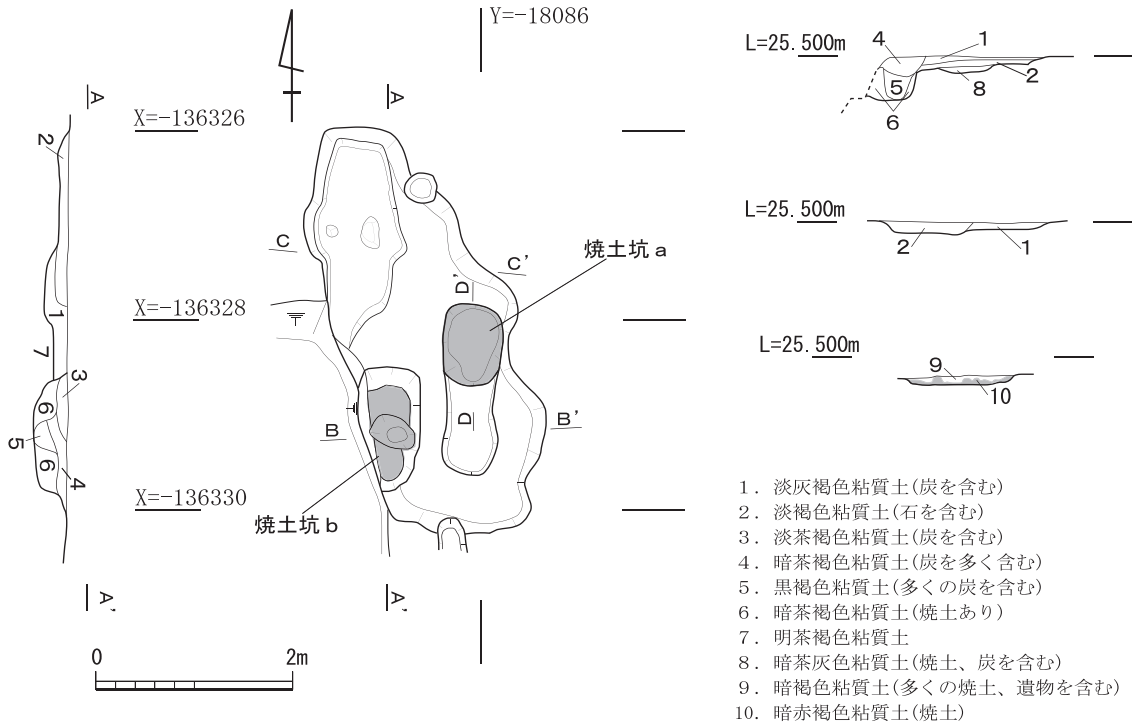 Y=-18086
L=25.500m
4
1
5
2
8
6
A
A
X=-136326
2
L=25.500m
2
1
C
C'
焼土坑a
D'
X=-136328
1
7
3
L=25.500m
9
10
6
5
6
4
B
D
B'
X=-136330
焼土坑b
A'
A'
0
2m
1. 淡灰褐色粘質土(炭を含む)
2. 淡褐色粘質土(石を含む)
3. 淡茶褐色粘質土(炭を含む)
4. 暗茶褐色粘質土(炭を多く含む)
5. 黒褐色粘質土(多くの炭を含む)
6. 暗茶褐色粘質土(焼土あり)
7. 明茶褐色粘質土
8. 暗茶灰色粘質土(焼土、炭を含む)
9. 暗褐色粘質土(多くの焼土、遺物を含む)
10. 暗赤褐色粘質土(焼土)